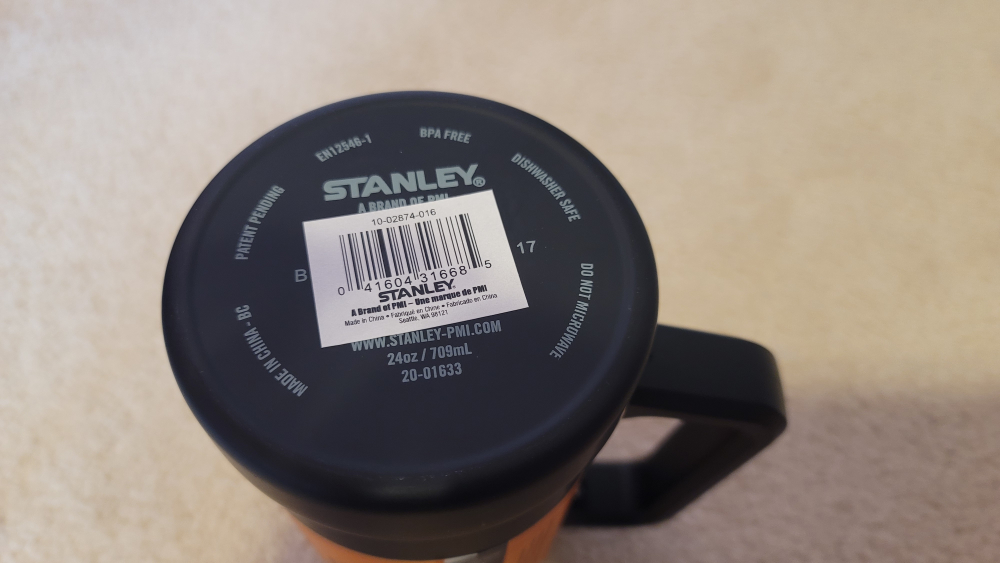 EN12546-1
BPA FREE
DISHWASHER SAFE
DO NOT MICROWAVE
PATENT PENDING
MADE IN CHINA - BC
STANLEY®
A BRAND OF PMI
10-02874-016
B
17
0 41604 31668 5
STANLEY®
A Brand of PMI – Une marque de PMI
Made in China • Fabriqué en Chine • Fabricado en China
Seattle, WA 98121
WWW.STANLEY-PMI.COM
24oz / 709mL
20-01633